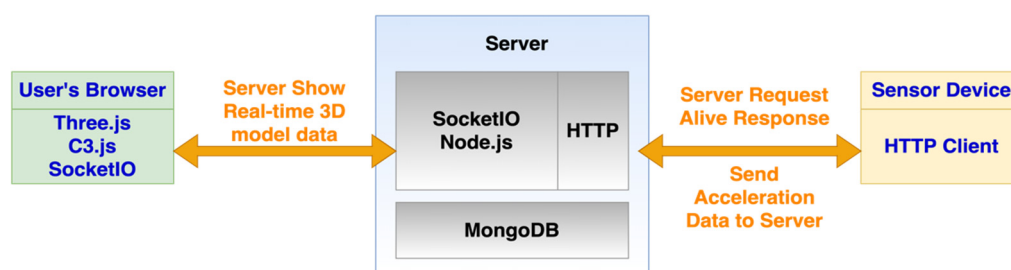 Server
User's Browser
Three.js
C3.js
SocketIO
Server Show
Real-time 3D
model data
SocketIO
Node.js
HTTP
MongoDB
Server Request
Alive Response
Send
Acceleration
Data to Server
Sensor Device
HTTP Client